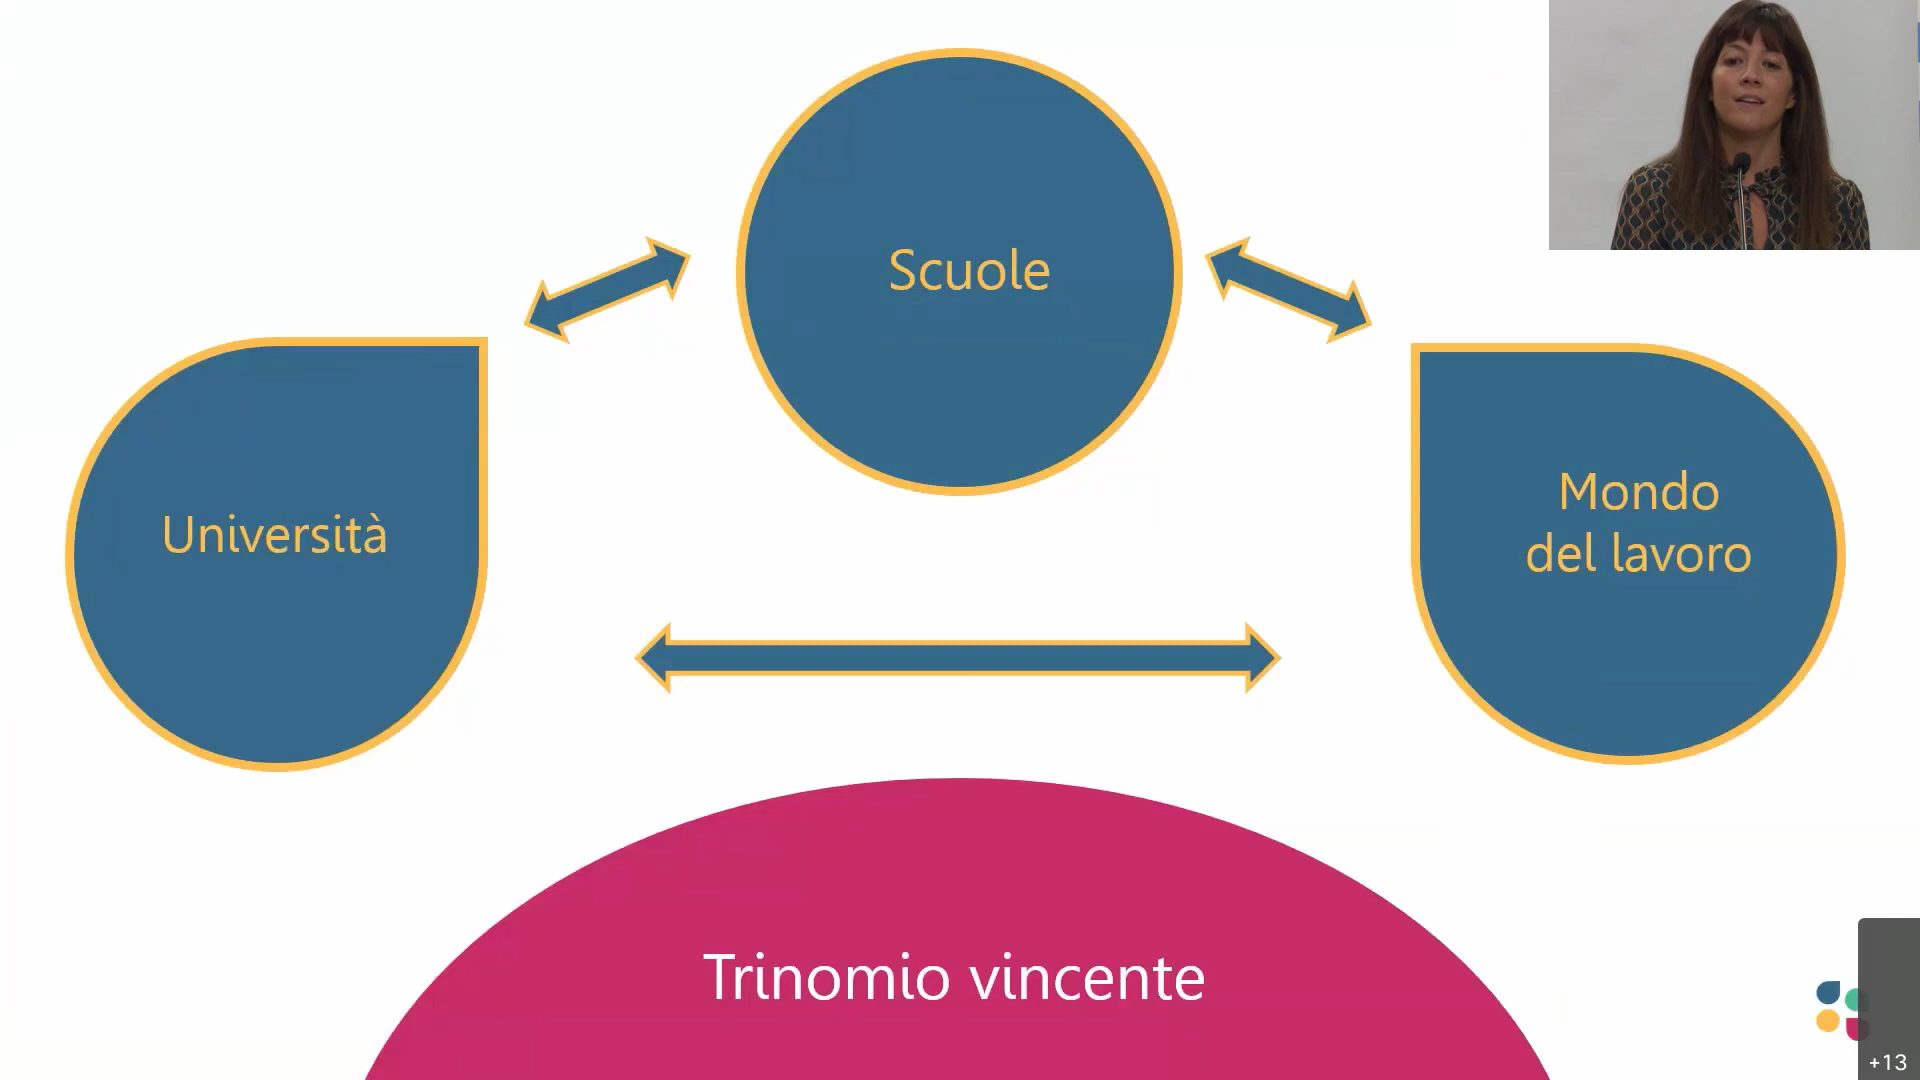 Scuole
Università
Mondo
del lavoro
Trinomio vincente
+13